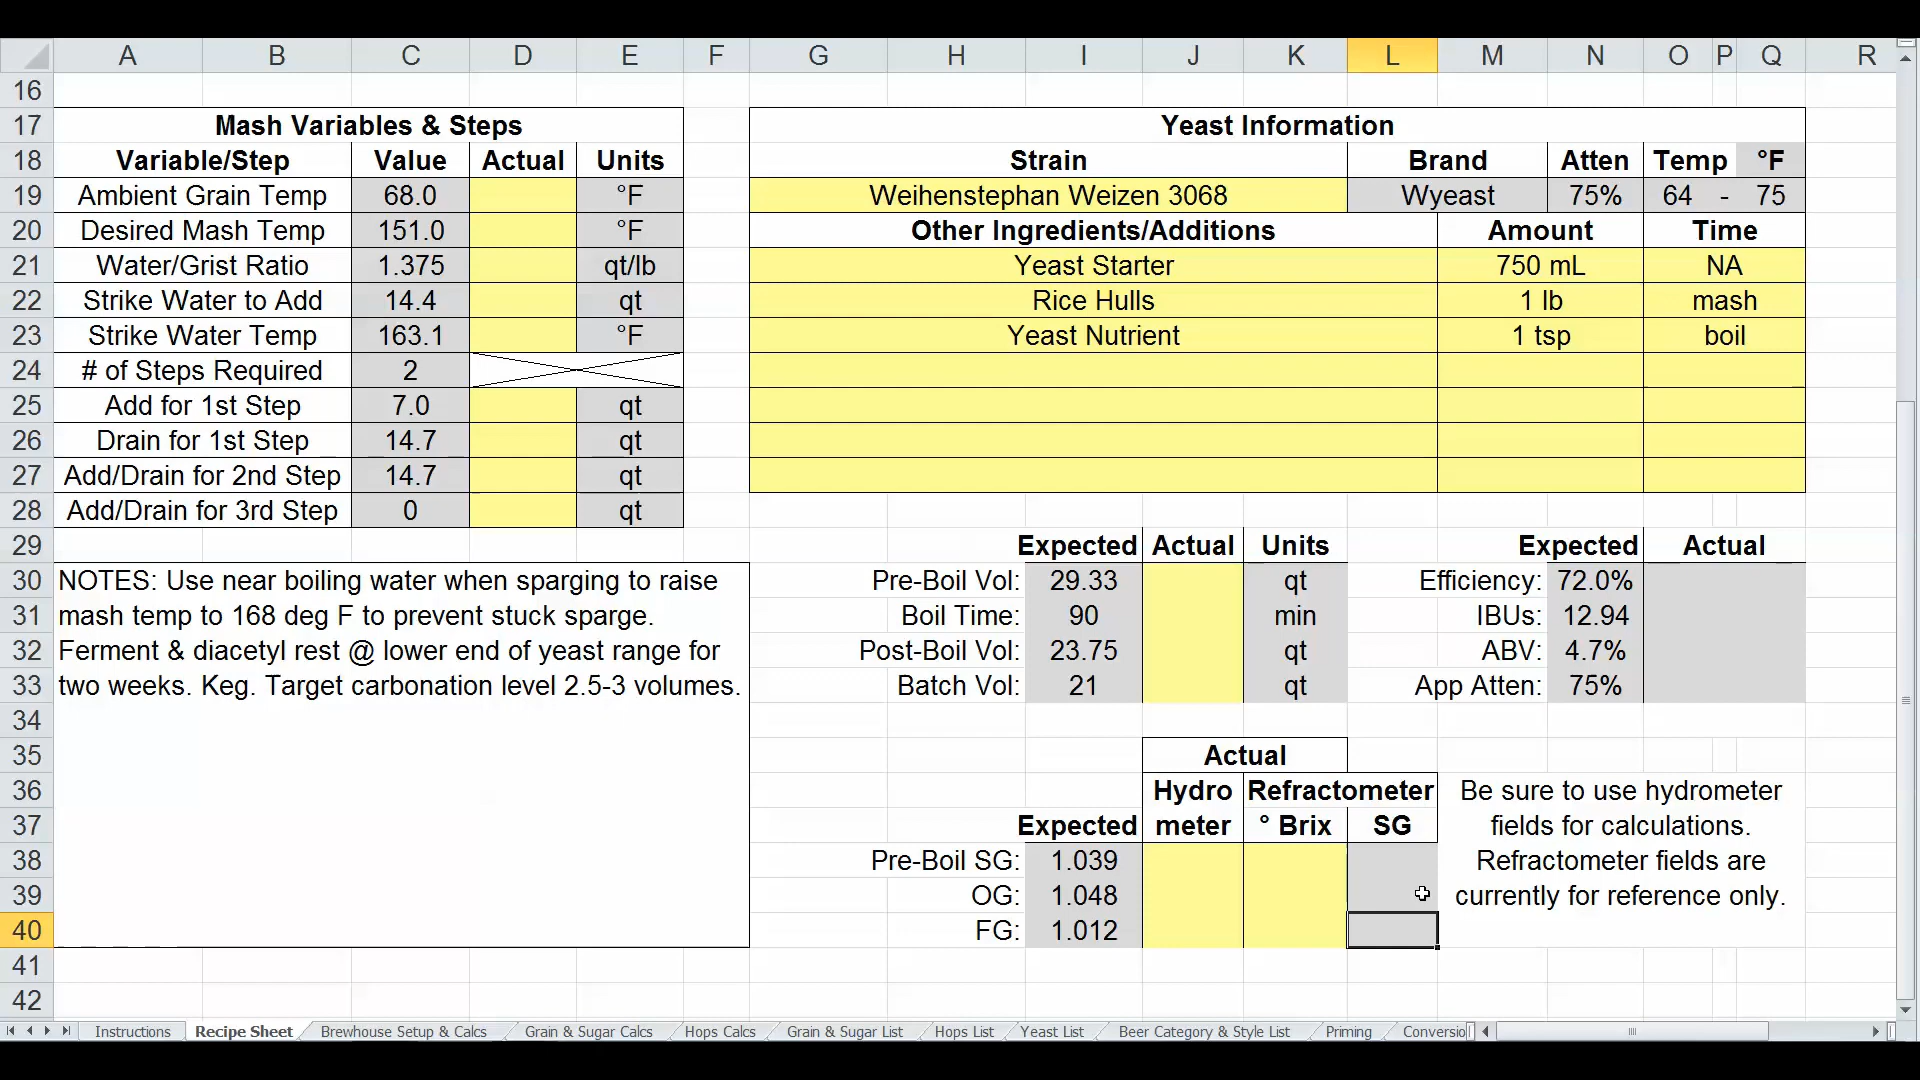 A B C D E F G H I J K L M N O P Q R
16
17 Mash Variables & Steps Yeast Information
18 Variable/Step Value Actual Units Strain Brand Atten Temp °F
19 Ambient Grain Temp 68.0 °F Weihenstephan Weizen 3068 Wyeast 75% 64 - 75
20 Desired Mash Temp 151.0 °F Other Ingredients/Additions Amount Time
21 Water/Grist Ratio 1.375 qt/lb Yeast Starter 750 mL NA
22 Strike Water to Add 14.4 qt Rice Hulls 1 lb mash
23 Strike Water Temp 163.1 °F Yeast Nutrient 1 tsp boil
24 # of Steps Required 2
25 Add for 1st Step 7.0 qt
26 Drain for 1st Step 14.7 qt
27 Add/Drain for 2nd Step 14.7 qt
28 Add/Drain for 3rd Step 0 qt
29 Expected Actual Units Expected Actual
30 NOTES: Use near boiling water when sparging to raise Pre-Boil Vol: 29.33 qt Efficiency: 72.0%
31 mash temp to 168 deg F to prevent stuck sparge. Boil Time: 90 min IBUs: 12.94
32 Ferment & diacetyl rest @ lower end of yeast range for Post-Boil Vol: 23.75 qt ABV: 4.7%
33 two weeks. Keg. Target carbonation level 2.5-3 volumes. Batch Vol: 21 qt App Atten: 75%
34
35 Actual
36 Hydro Refractometer Be sure to use hydrometer
37 Expected meter ° Brix SG fields for calculations.
38 Pre-Boil SG: 1.039 Refractometer fields are
39 OG: 1.048 currently for reference only.
40 FG: 1.012
41
42
Instructions Recipe Sheet Brewhouse Setup & Calcs Grain & Sugar Calcs Hops Calcs Grain & Sugar List Hops List Yeast List Beer Category & Style List Priming Conversio